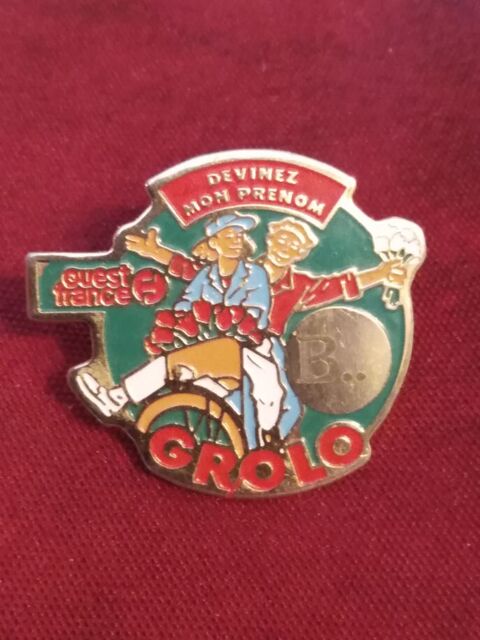 DEVINEZ
MON PRENOM
ouest
france
B..
GROLO